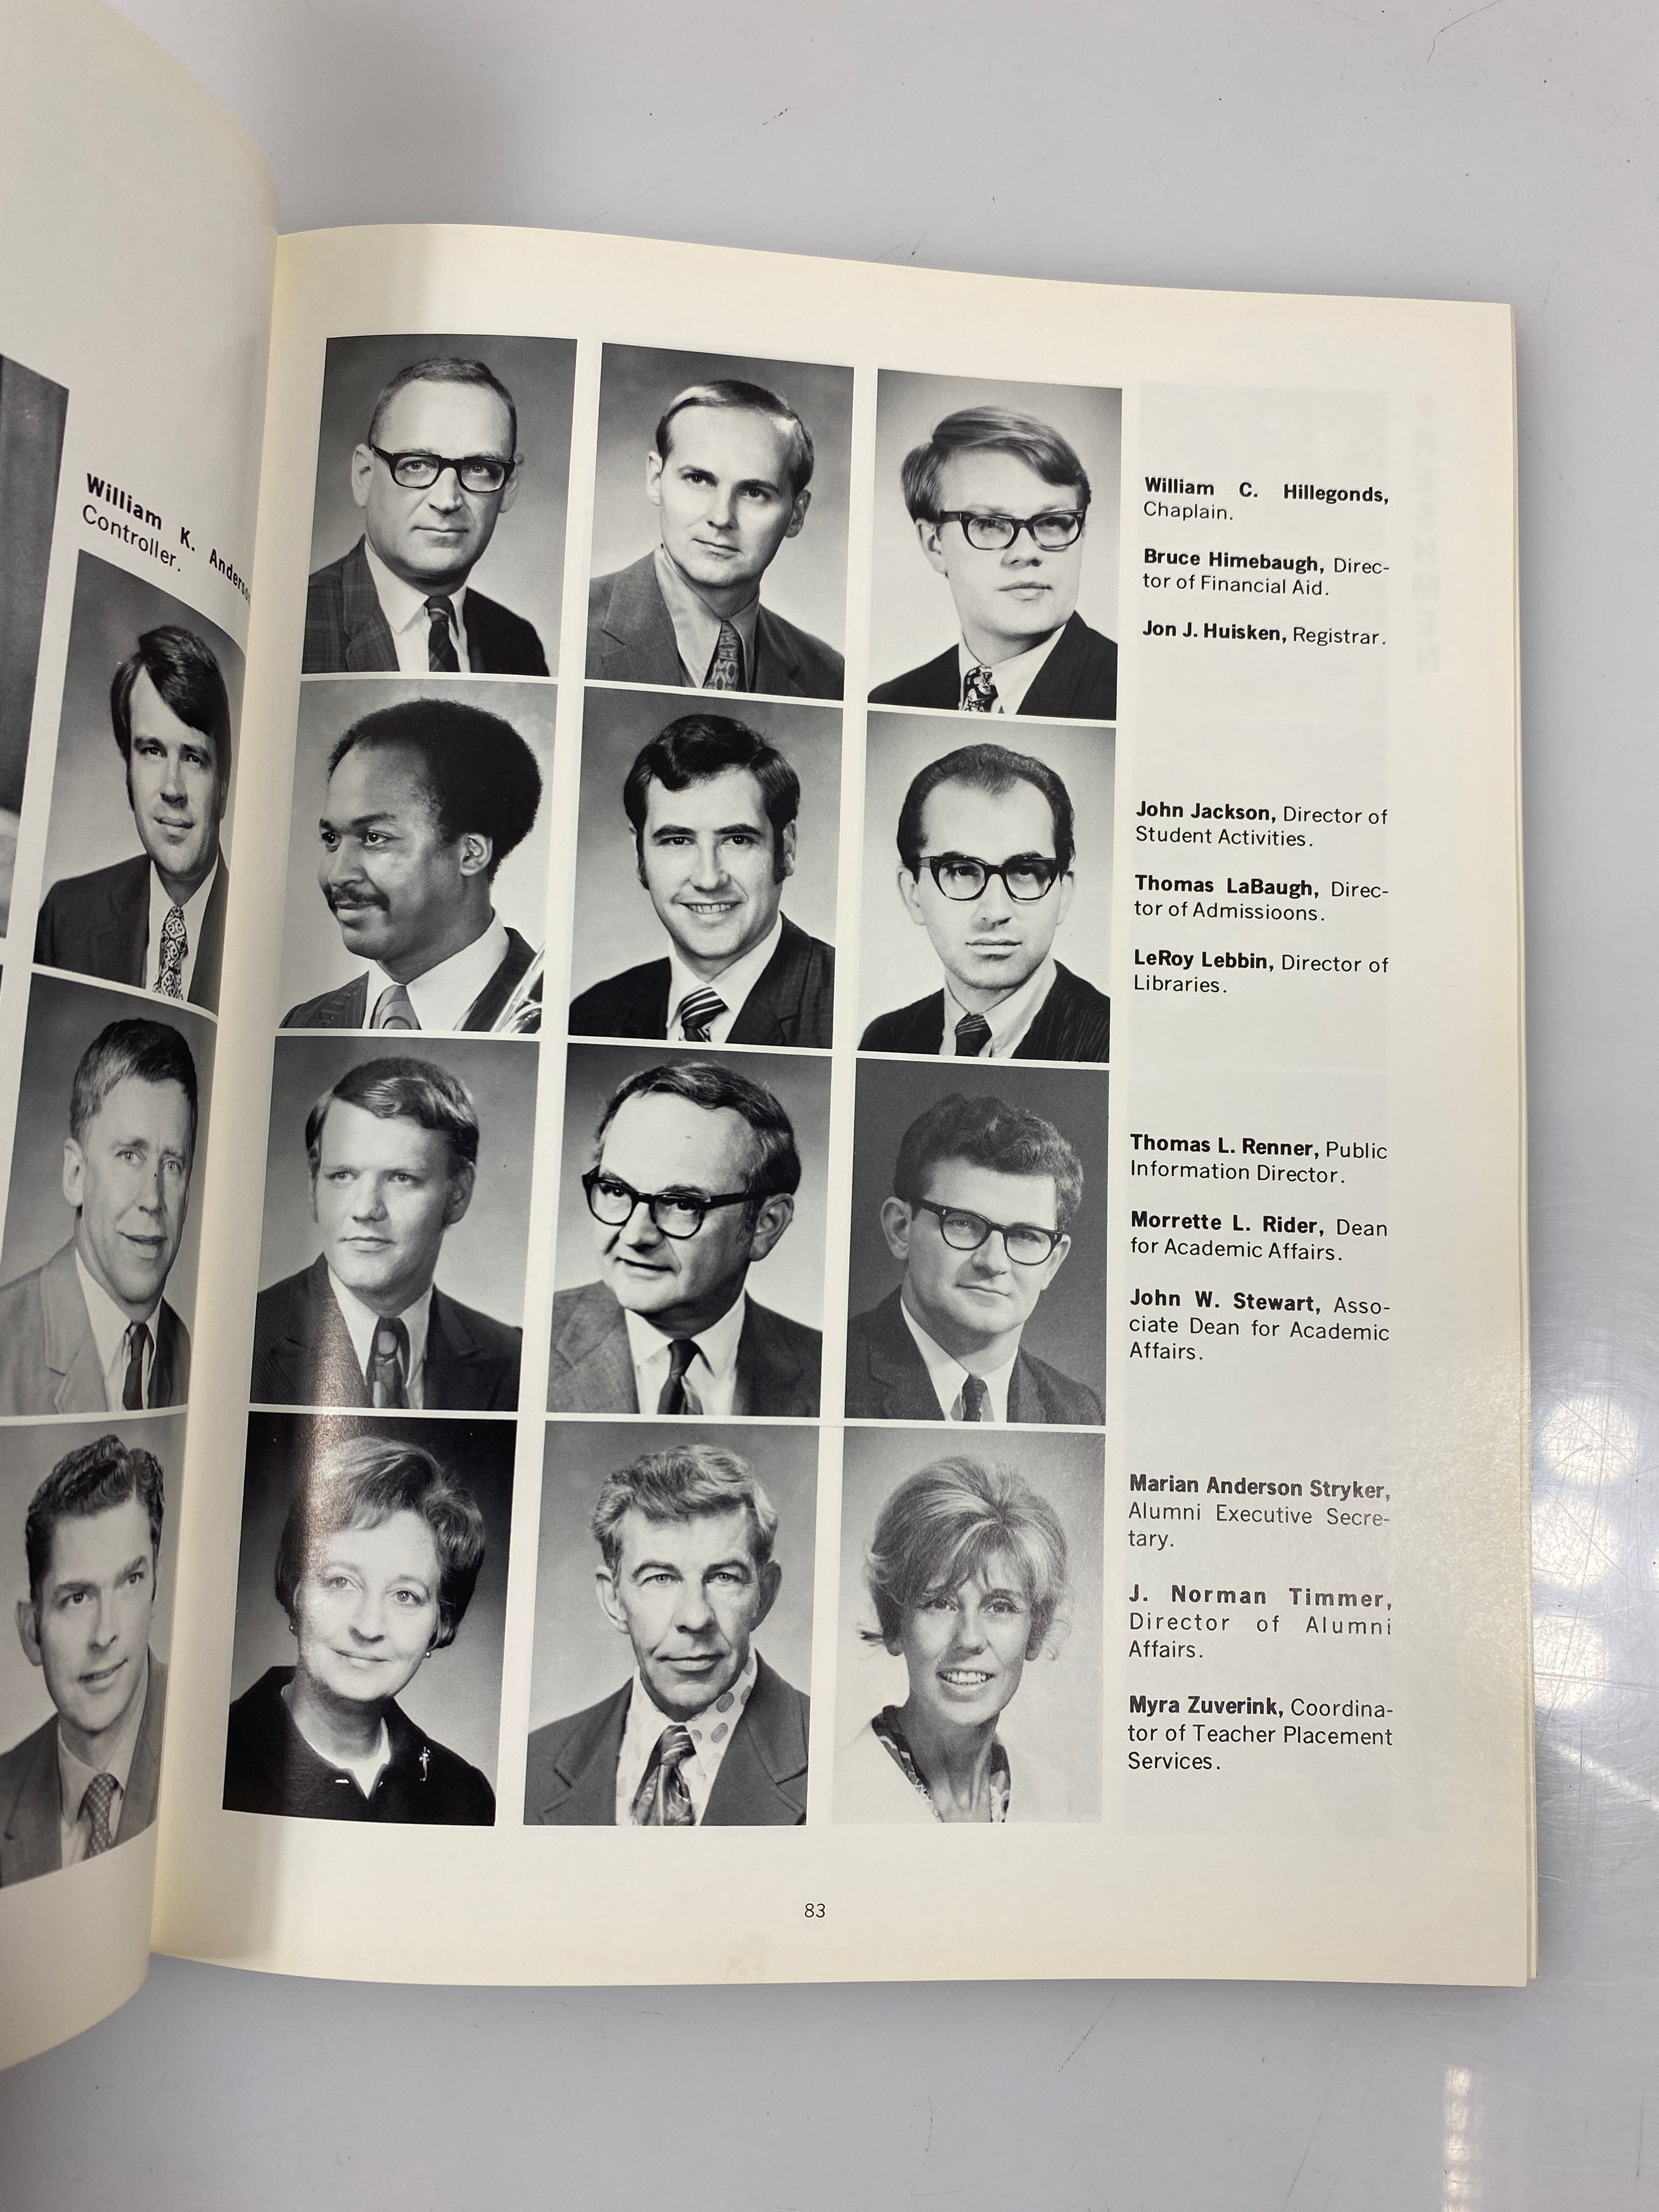 William K. Anderson
Controller.
William C. Hillegonds,
Chaplain.
Bruce Himebaugh, Direc-
tor of Financial Aid.
Jon J. Huisken, Registrar.
John Jackson, Director of
Student Activities.
Thomas LaBaugh, Direc-
tor of Admissioons.
LeRoy Lebbin, Director of
Libraries.
Thomas L. Renner, Public
Information Director.
Morrette L. Rider, Dean
for Academic Affairs.
John W. Stewart, Asso-
ciate Dean for Academic
Affairs.
Marian Anderson Stryker,
Alumni Executive Secre-
tary.
J. Norman Timmer,
Director of Alumni
Affairs.
Myra Zuverink, Coordina-
tor of Teacher Placement
Services.
83